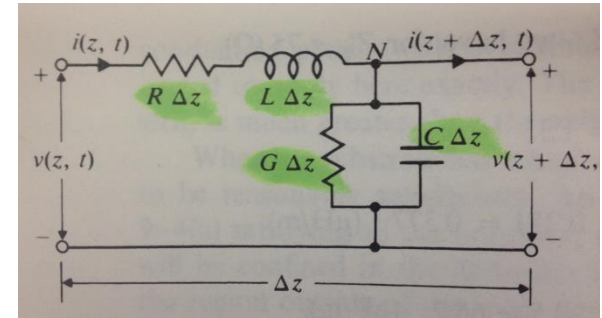 i(z, t)
N
i(z + Δz, t)
+
+
R Δz
L Δz
v(z, t)
G Δz
C Δz
v(z + Δz,
−
−
Δz